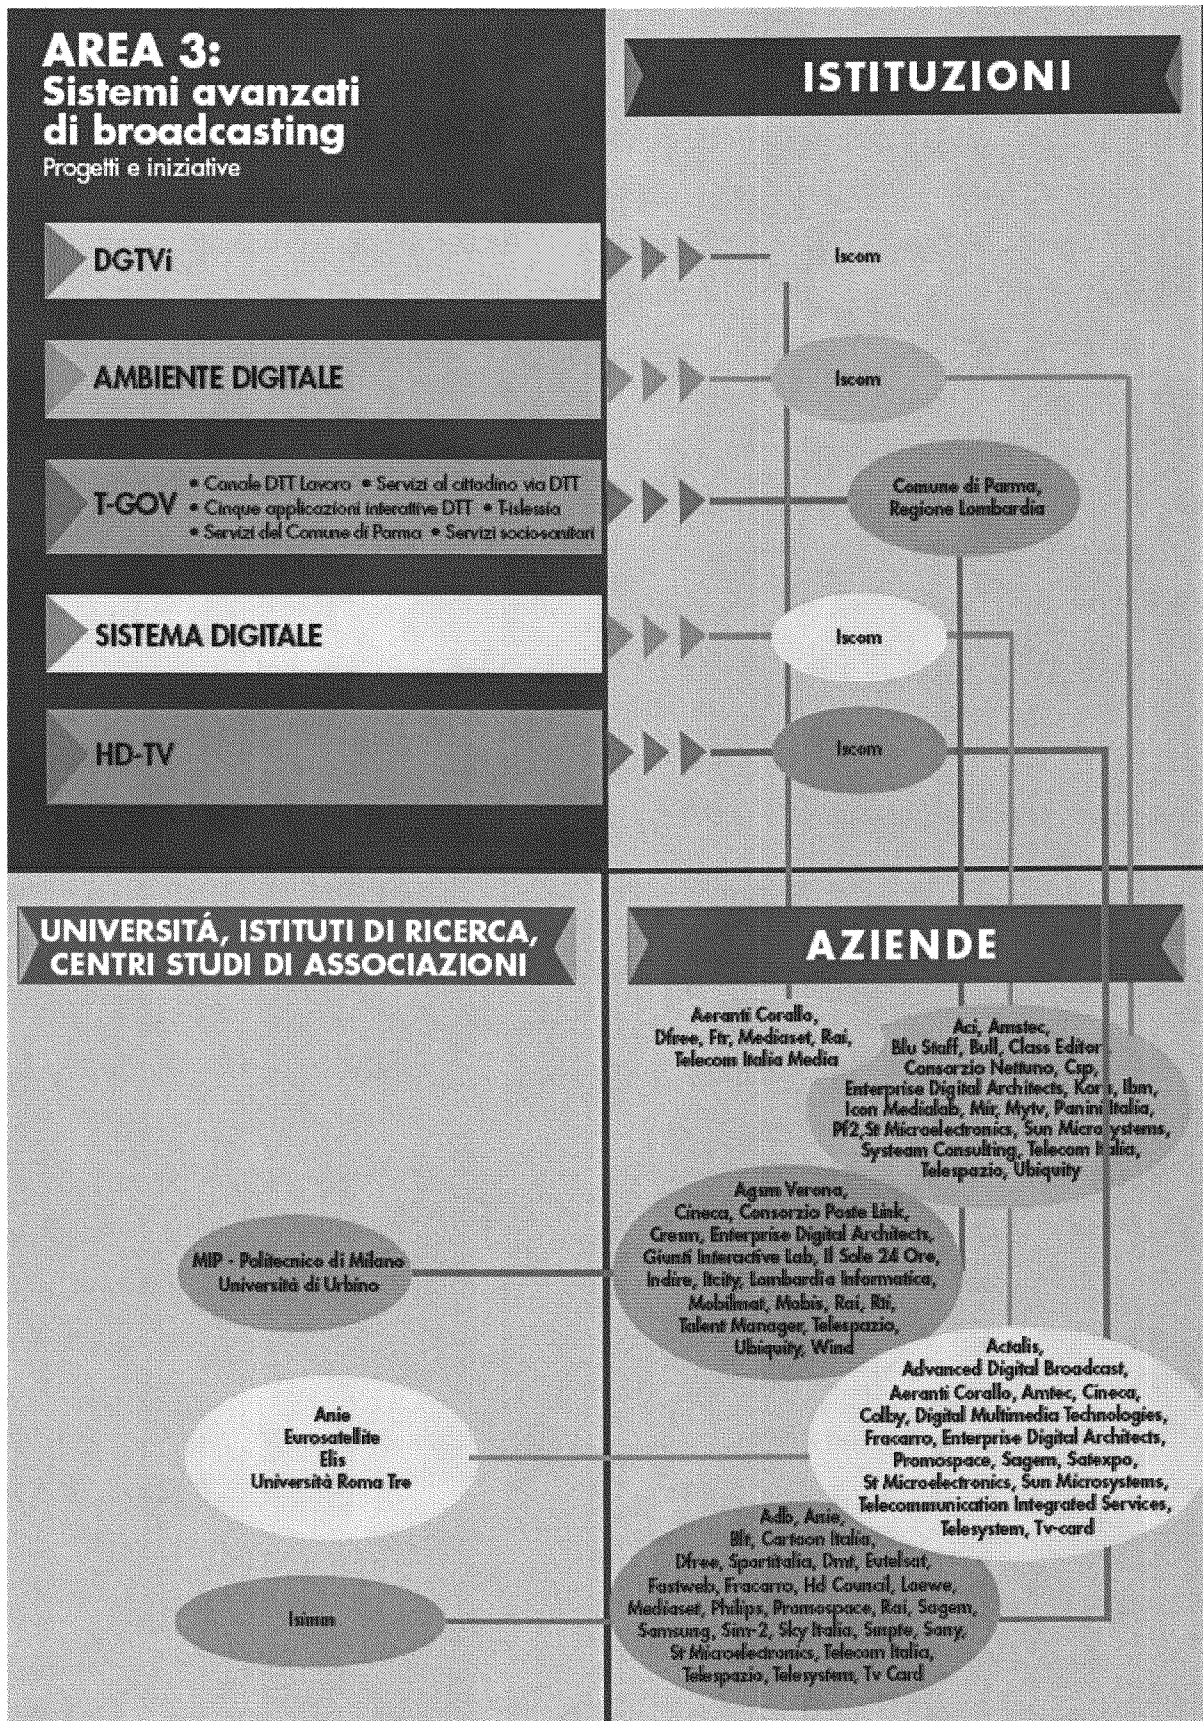 AREA 3:
Sistemi avanzati
di broadcasting
Progetti e iniziative
DGTVi
AMBIENTE DIGITALE
T-GOV
• Canale DTT Lavoro • Servizi al cittadino via DTT
• Cinque applicazioni interattive DTT • T-islessia
• Servizi del Comune di Parma • Servizi socio-sanitari
SISTEMA DIGITALE
HD-TV
ISTITUZIONI
Iscom
Iscom
Comune di Parma,
Regione Lombardia
Iscom
Iscom
UNIVERSITÁ, ISTITUTI DI RICERCA,
CENTRI STUDI DI ASSOCIAZIONI
MIP - Politecnico di Milano
Università di Urbino
Anie
Eurosatellite
Elis
Università Roma Tre
Isimm
AZIENDE
Aeranti Corallo,
Dfree, Ftr, Mediaset, Rai,
Telecom Italia Media
Aci, Amstec,
Blu Staff, Bull, Class Editor
Consorzio Nettuno, Csp,
Enterprise Digital Architects, Ibm,
Icon Medialab, Mir, Mytv, Panini Italia,
Pf2,St Microelectronics, Sun Microsystems,
Systeam Consulting, Telecom Italia,
Telespazio, Ubiquity
Agsm Verona,
Cineca, Consorzio Poste Link,
Cresm, Enterprise Digital Architects,
Giunti Interactive Lab, Il Sole 24 Ore,
Indire, Itcity, Lombardia Informatica,
Mobilmat, Mobis, Rai, Rti,
Talent Manager, Telespazio,
Ubiquity, Wind
Actalis,
Advanced Digital Broadcast,
Aeranti Corallo, Amtec, Cineca,
Colby, Digital Multimedia Technologies,
Fracarro, Enterprise Digital Architects,
Promospace, Sagem, Satexpo,
St Microelectronics, Sun Microsystems,
Telecommunication Integrated Services,
Telesystem, Tv-card
Adb, Anie,
Blt, Cartoon Italia,
Dfree, Spartitalia, Dmt, Eutelsat,
Fastweb, Fracarro, Hd Council, Loewe,
Mediaset, Philips, Promospace, Rai, Sagem,
Samsung, Sim-2, Sky Italia, Smpte, Sony,
St Microelectronics, Telecom Italia,
Telespazio, Telesystem, Tv Card